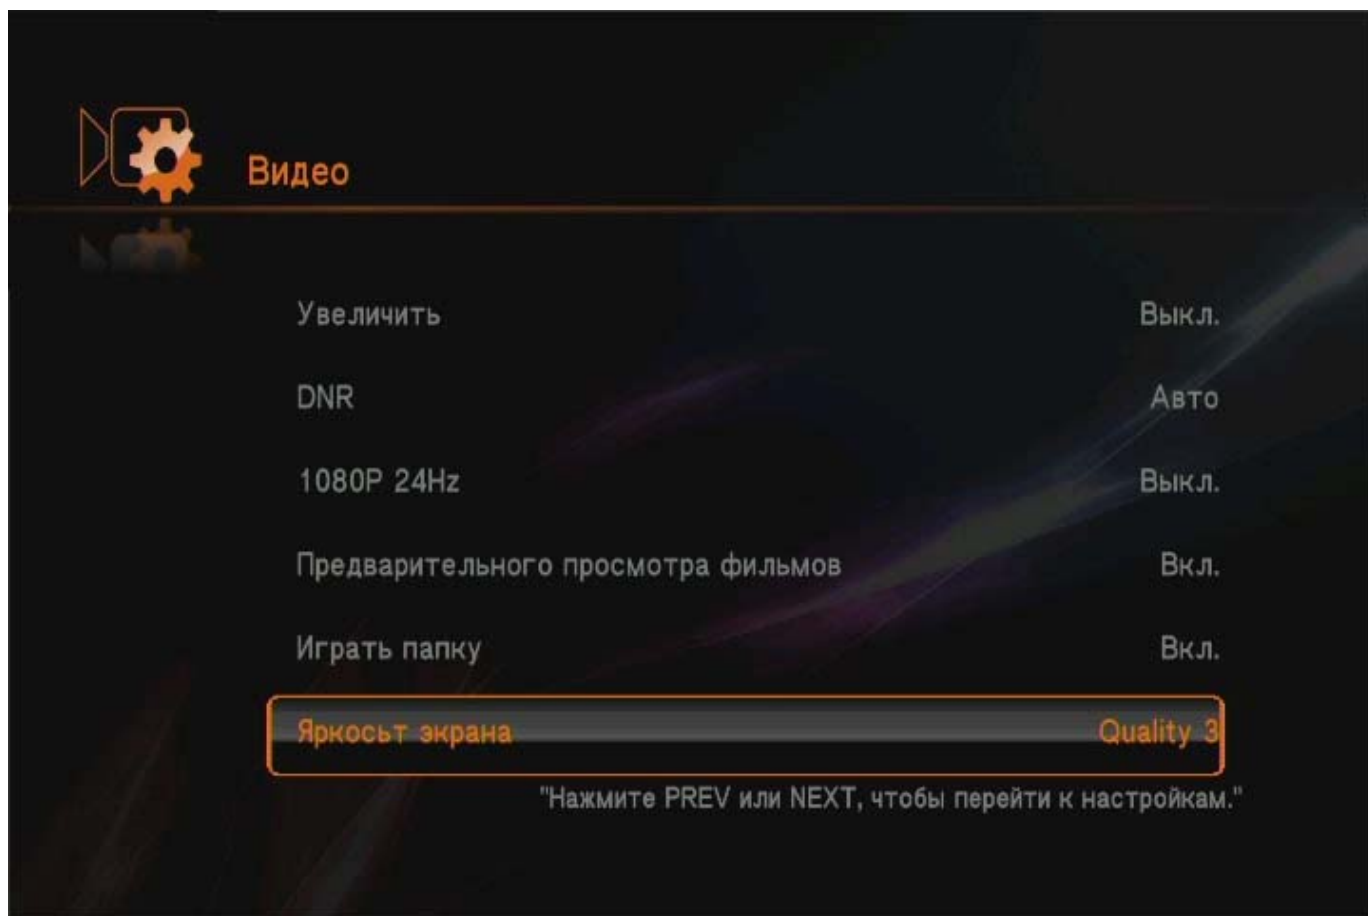 Видео
Увеличить Выкл.
DNR Авто
1080P 24Hz Выкл.
Предварительного просмотра фильмов Вкл.
Играть папку Вкл.
Яркосьт экрана Quality 3
"Нажмите PREV или NEXT, чтобы перейти к настройкам."